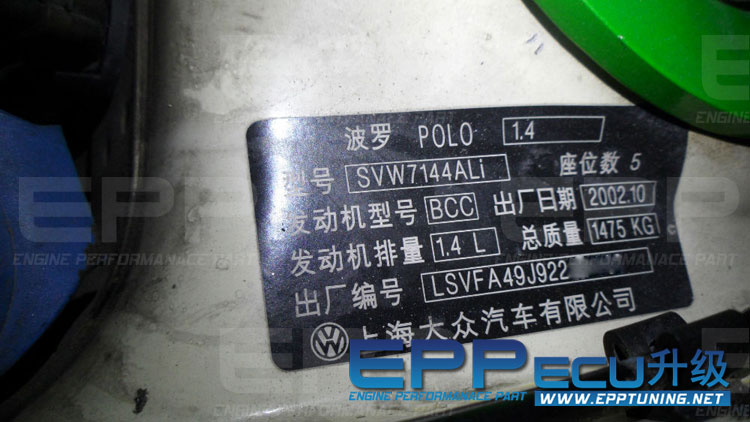 波罗 POLO 1.4
型号 SVW7144ALi 座位数 5
发动机型号 BCC 出厂日期 2002.10
发动机排量 1.4 L 总质量 1475 KG
出厂编号 LSVFA49J922
上海大众汽车有限公司
EPP ECU升级
ENGINE PERFORMANCE PART
WWW.EPPTUNING.NET